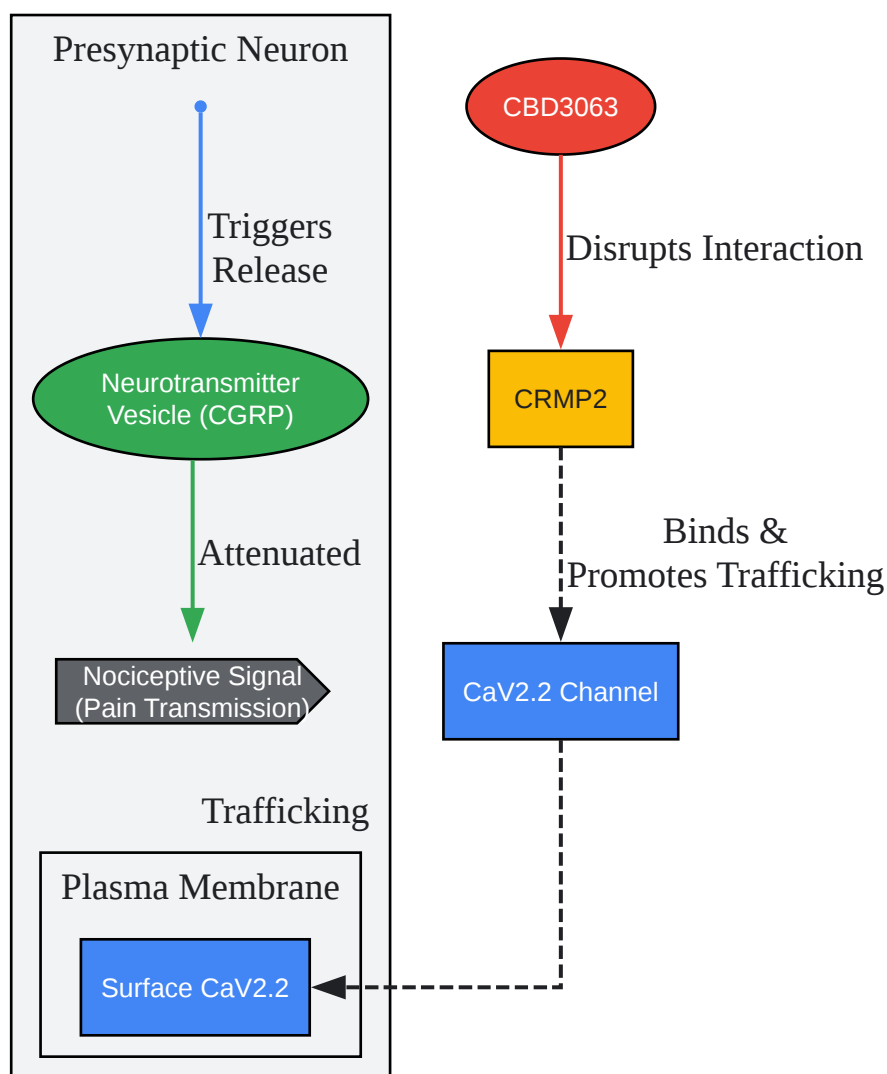 Presynaptic Neuron
Triggers
Release
Neurotransmitter
Vesicle (CGRP)
Attenuated
Nociceptive Signal
(Pain Transmission)
Trafficking
Plasma Membrane
Surface CaV2.2
CBD3063
Disrupts Interaction
CRMP2
Binds &
Promotes Trafficking
CaV2.2 Channel